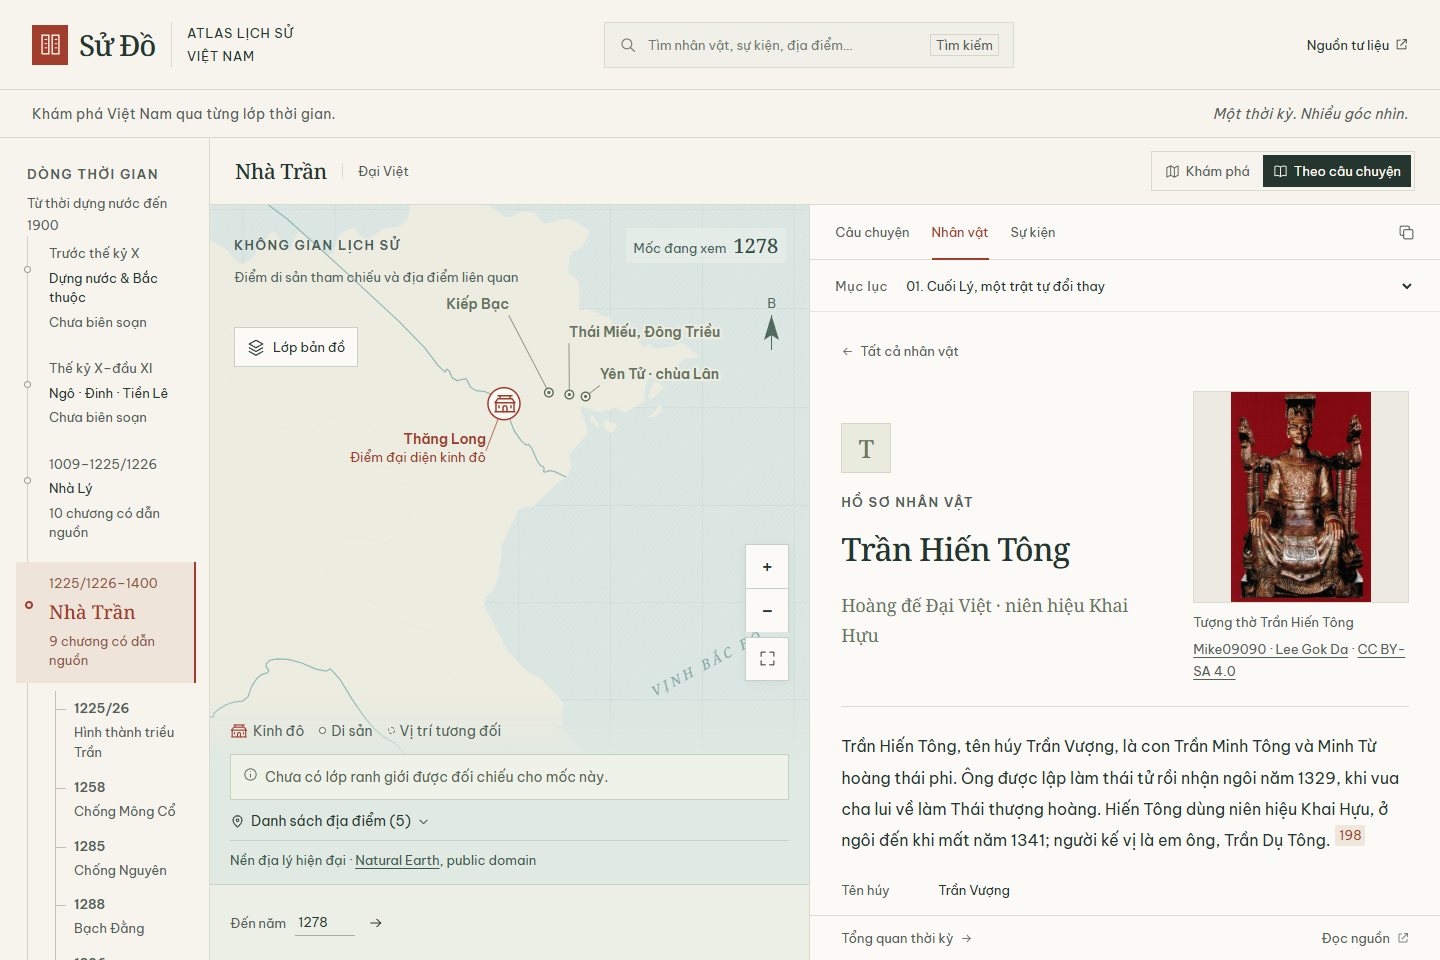 Sử Đồ
ATLAS LỊCH SỬ
VIỆT NAM
Tìm nhân vật, sự kiện, địa điểm...
Tìm kiếm
Nguồn tư liệu
Khám phá Việt Nam qua từng lớp thời gian.
Một thời kỳ. Nhiều góc nhìn.
DÒNG THỜI GIAN
Từ thời dựng nước đến
1900
Trước thế kỷ X
Dựng nước & Bắc
thuộc
Chưa biên soạn
Thế kỷ X–đầu XI
Ngô · Đinh · Tiền Lê
Chưa biên soạn
1009–1225/1226
Nhà Lý
10 chương có dẫn
nguồn
1225/1226–1400
Nhà Trần
9 chương có dẫn
nguồn
1225/26
Hình thành triều
Trần
1258
Chống Mông Cổ
1285
Chống Nguyên
1288
Bạch Đằng
Nhà Trần
Đại Việt
Khám phá
Theo câu chuyện
KHÔNG GIAN LỊCH SỬ
Điểm di sản tham chiếu và địa điểm liên quan
Mốc đang xem 1278
Lớp bản đồ
B
Kiếp Bạc
Thái Miếu, Đông Triều
Yên Tử · chùa Lân
Thăng Long
Điểm đại diện kinh đô
+
−
VỊNH BẮC BỘ
Kinh đô
Di sản
Vị trí tương đối
Chưa có lớp ranh giới được đối chiếu cho mốc này.
Danh sách địa điểm (5)
Nền địa lý hiện đại · Natural Earth, public domain
Đến năm 1278 →
Câu chuyện
Nhân vật
Sự kiện
Mục lục
01. Cuối Lý, một trật tự đổi thay
← Tất cả nhân vật
T
HỒ SƠ NHÂN VẬT
Trần Hiến Tông
Hoàng đế Đại Việt · niên hiệu Khai
Hựu
Tượng thờ Trần Hiến Tông
Mike09090 · Lee Gok Da · CC BY-
SA 4.0
Trần Hiến Tông, tên húy Trần Vượng, là con Trần Minh Tông và Minh Từ
hoàng thái phi. Ông được lập làm thái tử rồi nhận ngôi năm 1329, khi vua
cha lui về làm Thái thượng hoàng. Hiến Tông dùng niên hiệu Khai Hựu, ở
ngôi đến khi mất năm 1341; người kế vị là em ông, Trần Dụ Tông. 198
Tên húy
Trần Vượng
Tổng quan thời kỳ →
Đọc nguồn